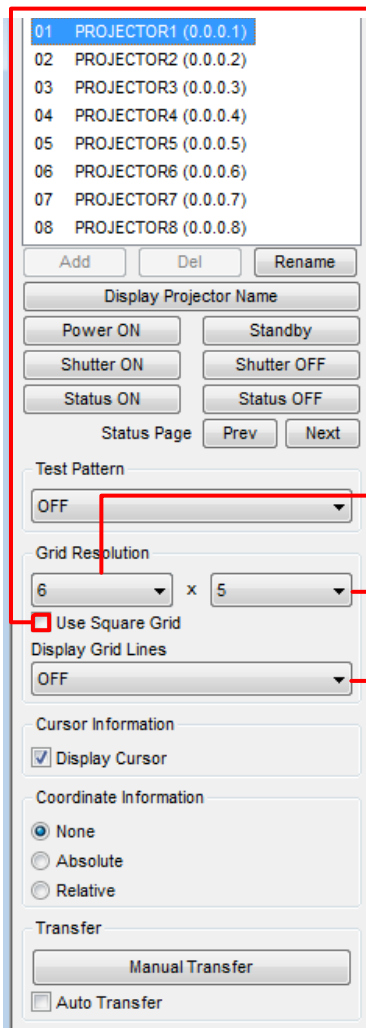 01 PROJECTOR1 (0.0.0.1)
02 PROJECTOR2 (0.0.0.2)
03 PROJECTOR3 (0.0.0.3)
04 PROJECTOR4 (0.0.0.4)
05 PROJECTOR5 (0.0.0.5)
06 PROJECTOR6 (0.0.0.6)
07 PROJECTOR7 (0.0.0.7)
08 PROJECTOR8 (0.0.0.8)
Add Del Rename
Display Projector Name
Power ON Standby
Shutter ON Shutter OFF
Status ON Status OFF
Status Page Prev Next
Test Pattern
OFF
Grid Resolution
6 x 5
Use Square Grid
Display Grid Lines
OFF
Cursor Information
Display Cursor
Coordinate Information
None
Absolute
Relative
Transfer
Manual Transfer
Auto Transfer